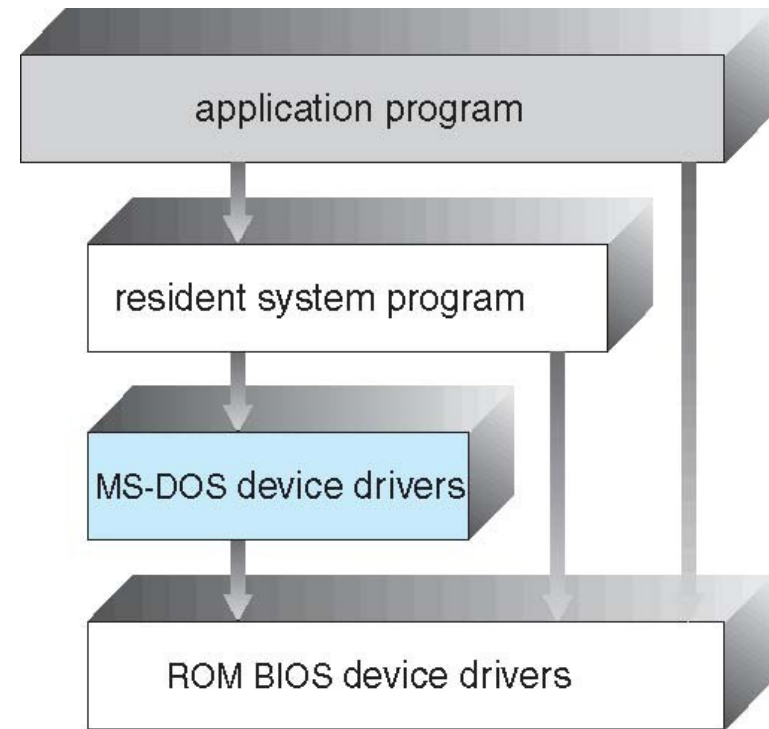 application program
resident system program
MS-DOS device drivers
ROM BIOS device drivers